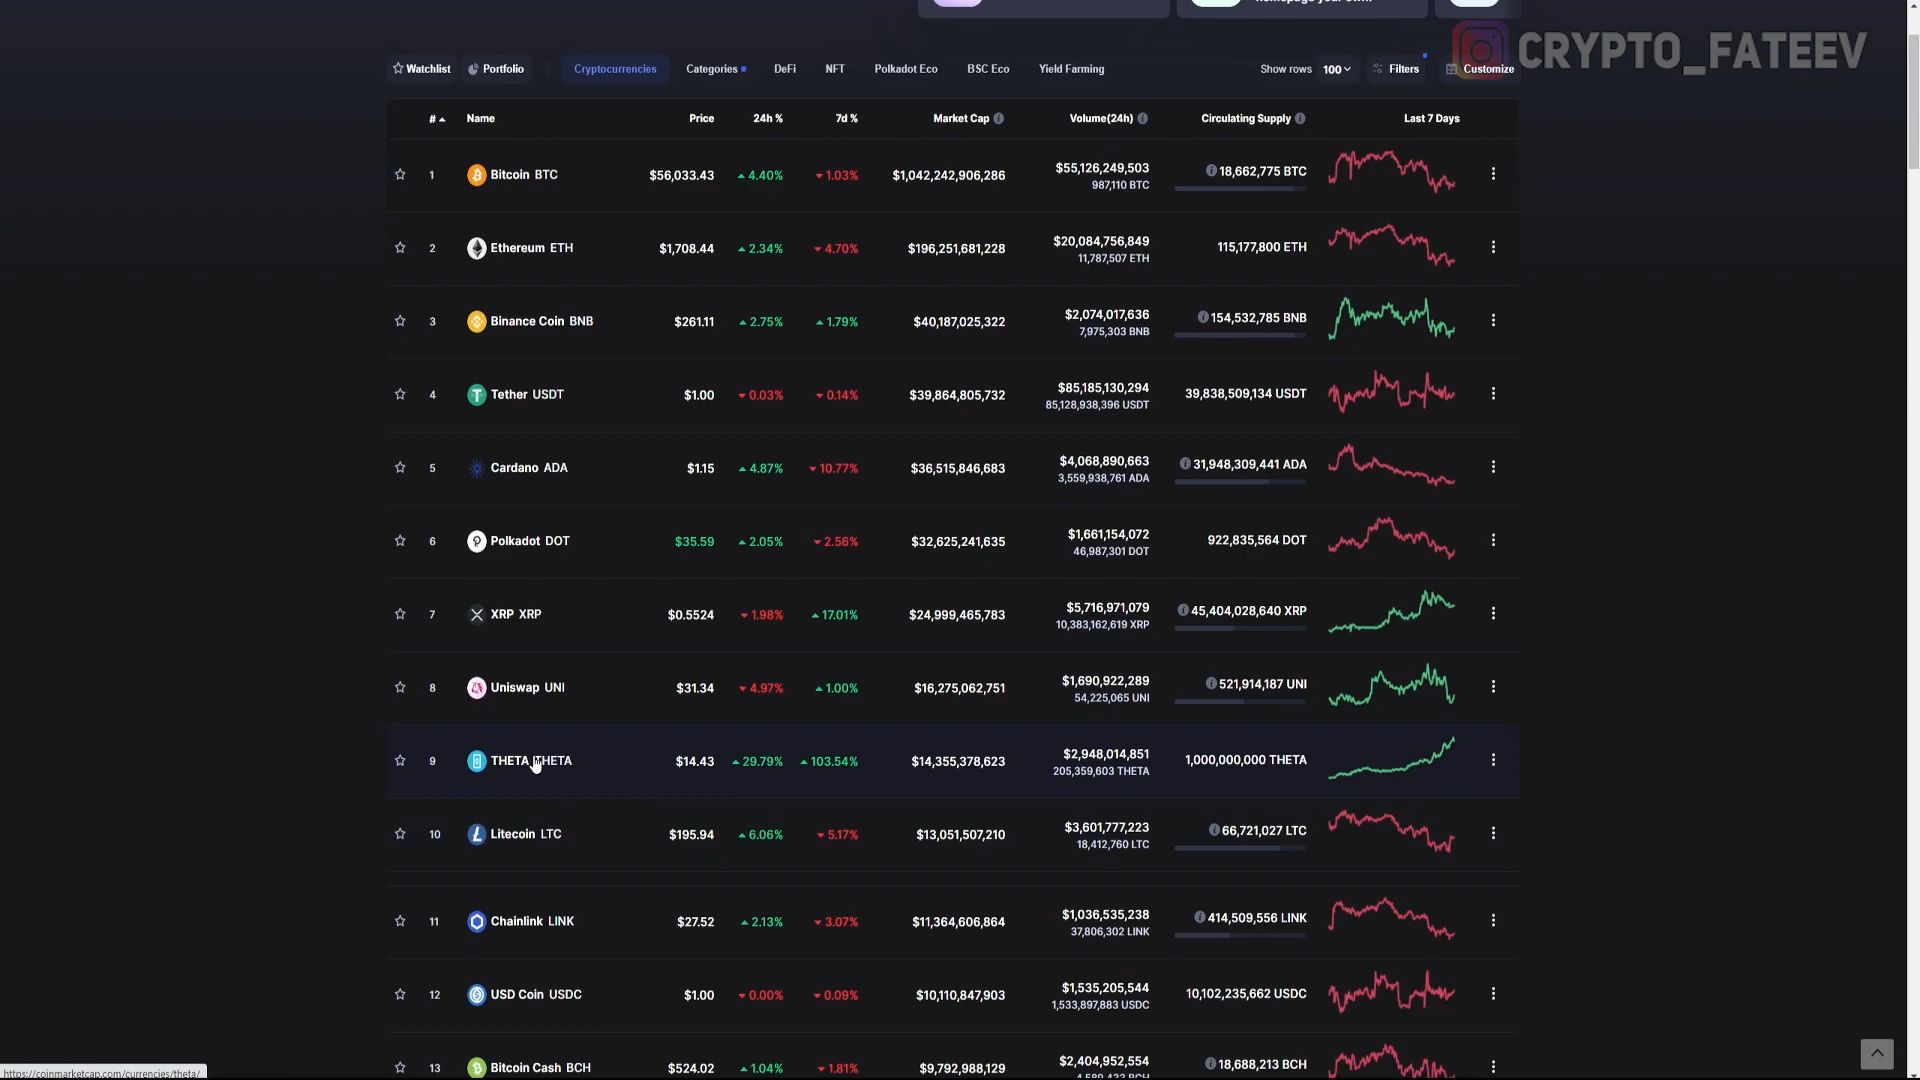 CRYPTO_FATEEV
Watchlist Portfolio Cryptocurrencies Categories DeFi NFT Polkadot Eco BSC Eco Yield Farming Show rows 100 Filters Customize
# Name Price 24h % 7d % Market Cap Volume(24h) Circulating Supply Last 7 Days
1 Bitcoin BTC $56,033.43 4.40% 1.03% $1,042,242,906,286 $55,126,249,503 18,662,775 BTC
987,110 BTC
2 Ethereum ETH $1,708.44 2.34% 4.70% $196,251,681,228 $20,084,756,849 115,177,800 ETH
11,787,507 ETH
3 Binance Coin BNB $261.11 2.75% 1.79% $40,187,025,322 $2,074,017,636 154,532,785 BNB
7,975,303 BNB
4 Tether USDT $1.00 0.03% 0.14% $39,864,805,732 $85,185,130,294 39,838,509,134 USDT
85,128,938,396 USDT
5 Cardano ADA $1.15 4.87% 10.77% $36,515,846,683 $4,068,890,663 31,948,309,441 ADA
3,559,938,761 ADA
6 Polkadot DOT $35.59 2.05% 2.56% $32,625,241,635 $1,661,154,072 922,835,564 DOT
46,987,301 DOT
7 XRP XRP $0.5524 1.98% 17.01% $24,999,465,783 $5,716,971,079 45,404,028,640 XRP
10,383,162,619 XRP
8 Uniswap UNI $31.34 4.97% 1.00% $16,275,062,751 $1,690,922,289 521,914,187 UNI
54,225,065 UNI
9 THETA THETA $14.43 29.79% 103.54% $14,355,378,623 $2,948,014,851 1,000,000,000 THETA
205,359,603 THETA
10 Litecoin LTC $195.94 6.06% 5.17% $13,051,507,210 $3,601,777,223 66,721,027 LTC
18,412,760 LTC
11 Chainlink LINK $27.52 2.13% 3.07% $11,364,606,864 $1,036,535,238 414,509,556 LINK
37,806,302 LINK
12 USD Coin USDC $1.00 0.00% 0.09% $10,110,847,903 $1,535,205,544 10,102,235,662 USDC
1,533,897,883 USDC
13 Bitcoin Cash BCH $524.02 1.04% 1.81% $9,792,988,129 $2,404,952,554 18,688,213 BCH
https://coinmarketcap.com/currencies/theta/